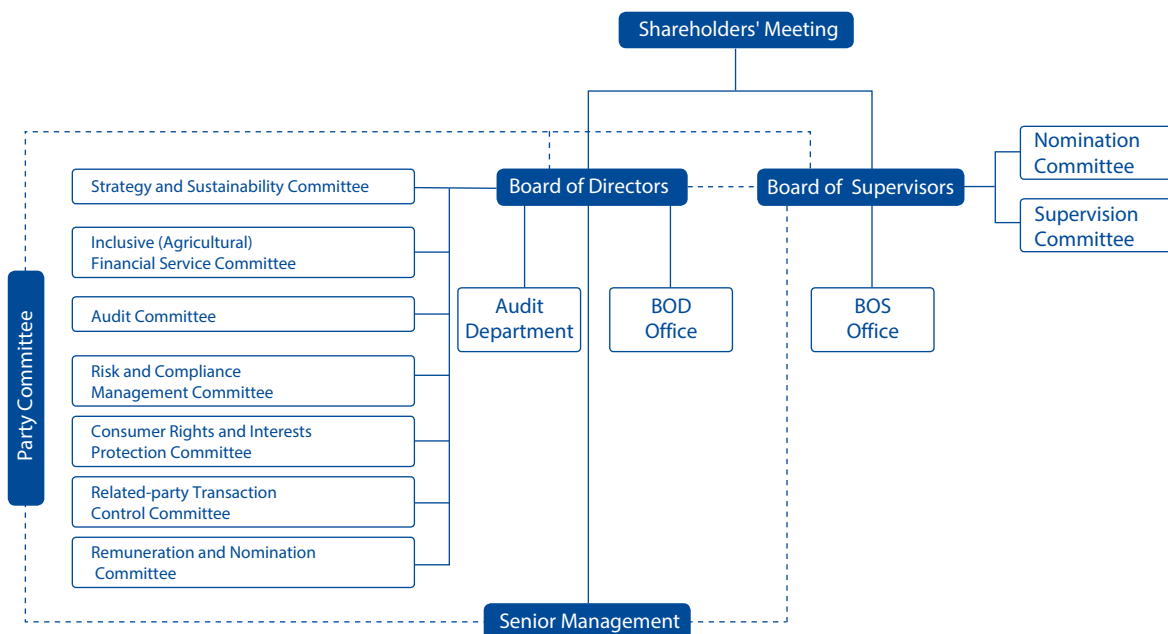 Shareholders' Meeting
Nomination
Committee
Strategy and Sustainability Committee
Board of Directors
Board of Supervisors
Supervision
Committee
Inclusive (Agricultural)
Financial Service Committee
Party Committee
Audit Committee
Audit
Department
BOD
Office
BOS
Office
Risk and Compliance
Management Committee
Consumer Rights and Interests
Protection Committee
Related-party Transaction
Control Committee
Remuneration and Nomination
Committee
Senior Management